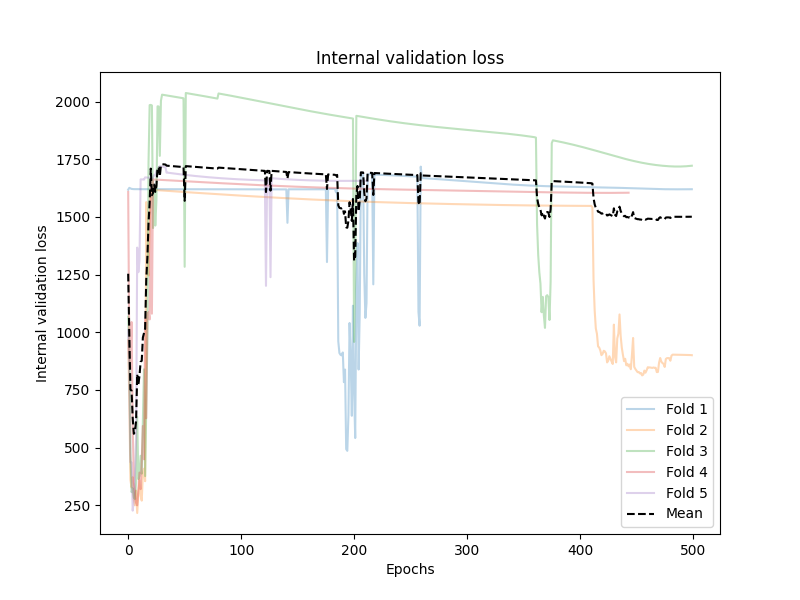 Internal validation loss
Internal validation loss
2000
1750
1500
1250
1000
750
500
250
0
100
200
300
400
500
Epochs
Fold 1
Fold 2
Fold 3
Fold 4
Fold 5
Mean